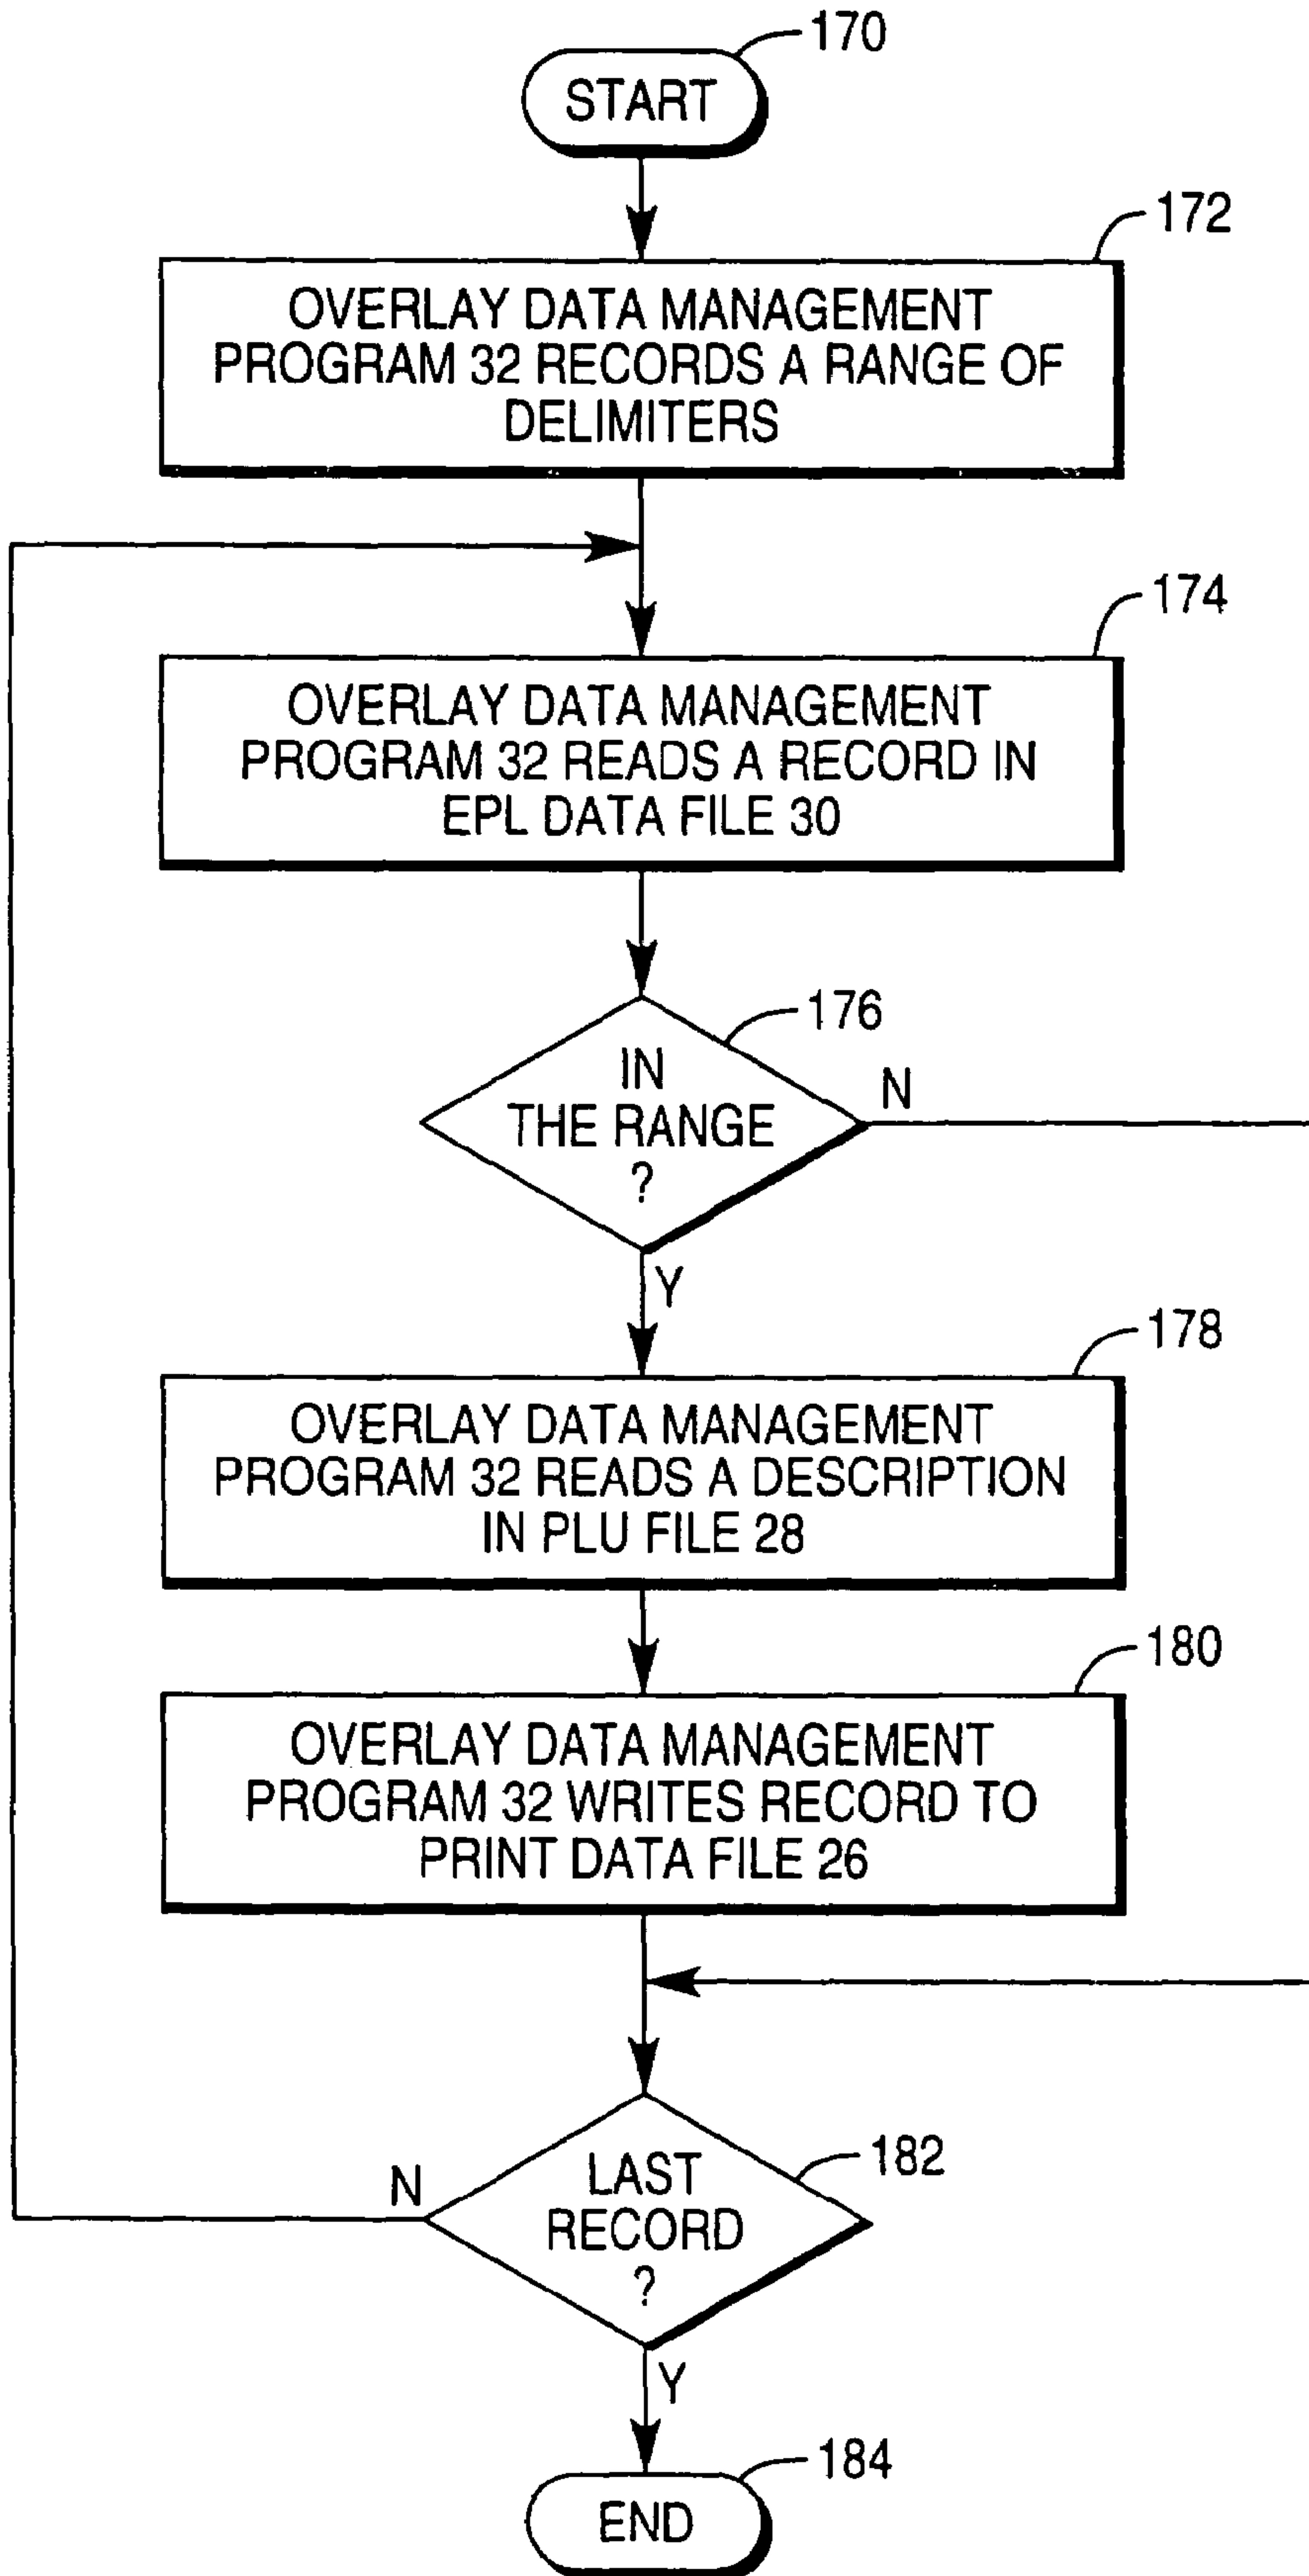 170
START
172
OVERLAY DATA MANAGEMENT
PROGRAM 32 RECORDS A RANGE OF
DELIMITERS
174
OVERLAY DATA MANAGEMENT
PROGRAM 32 READS A RECORD IN
EPL DATA FILE 30
176
IN
THE RANGE
?
N
Y
178
OVERLAY DATA MANAGEMENT
PROGRAM 32 READS A DESCRIPTION
IN PLU FILE 28
180
OVERLAY DATA MANAGEMENT
PROGRAM 32 WRITES RECORD TO
PRINT DATA FILE 26
182
N
LAST
RECORD
?
Y
184
END